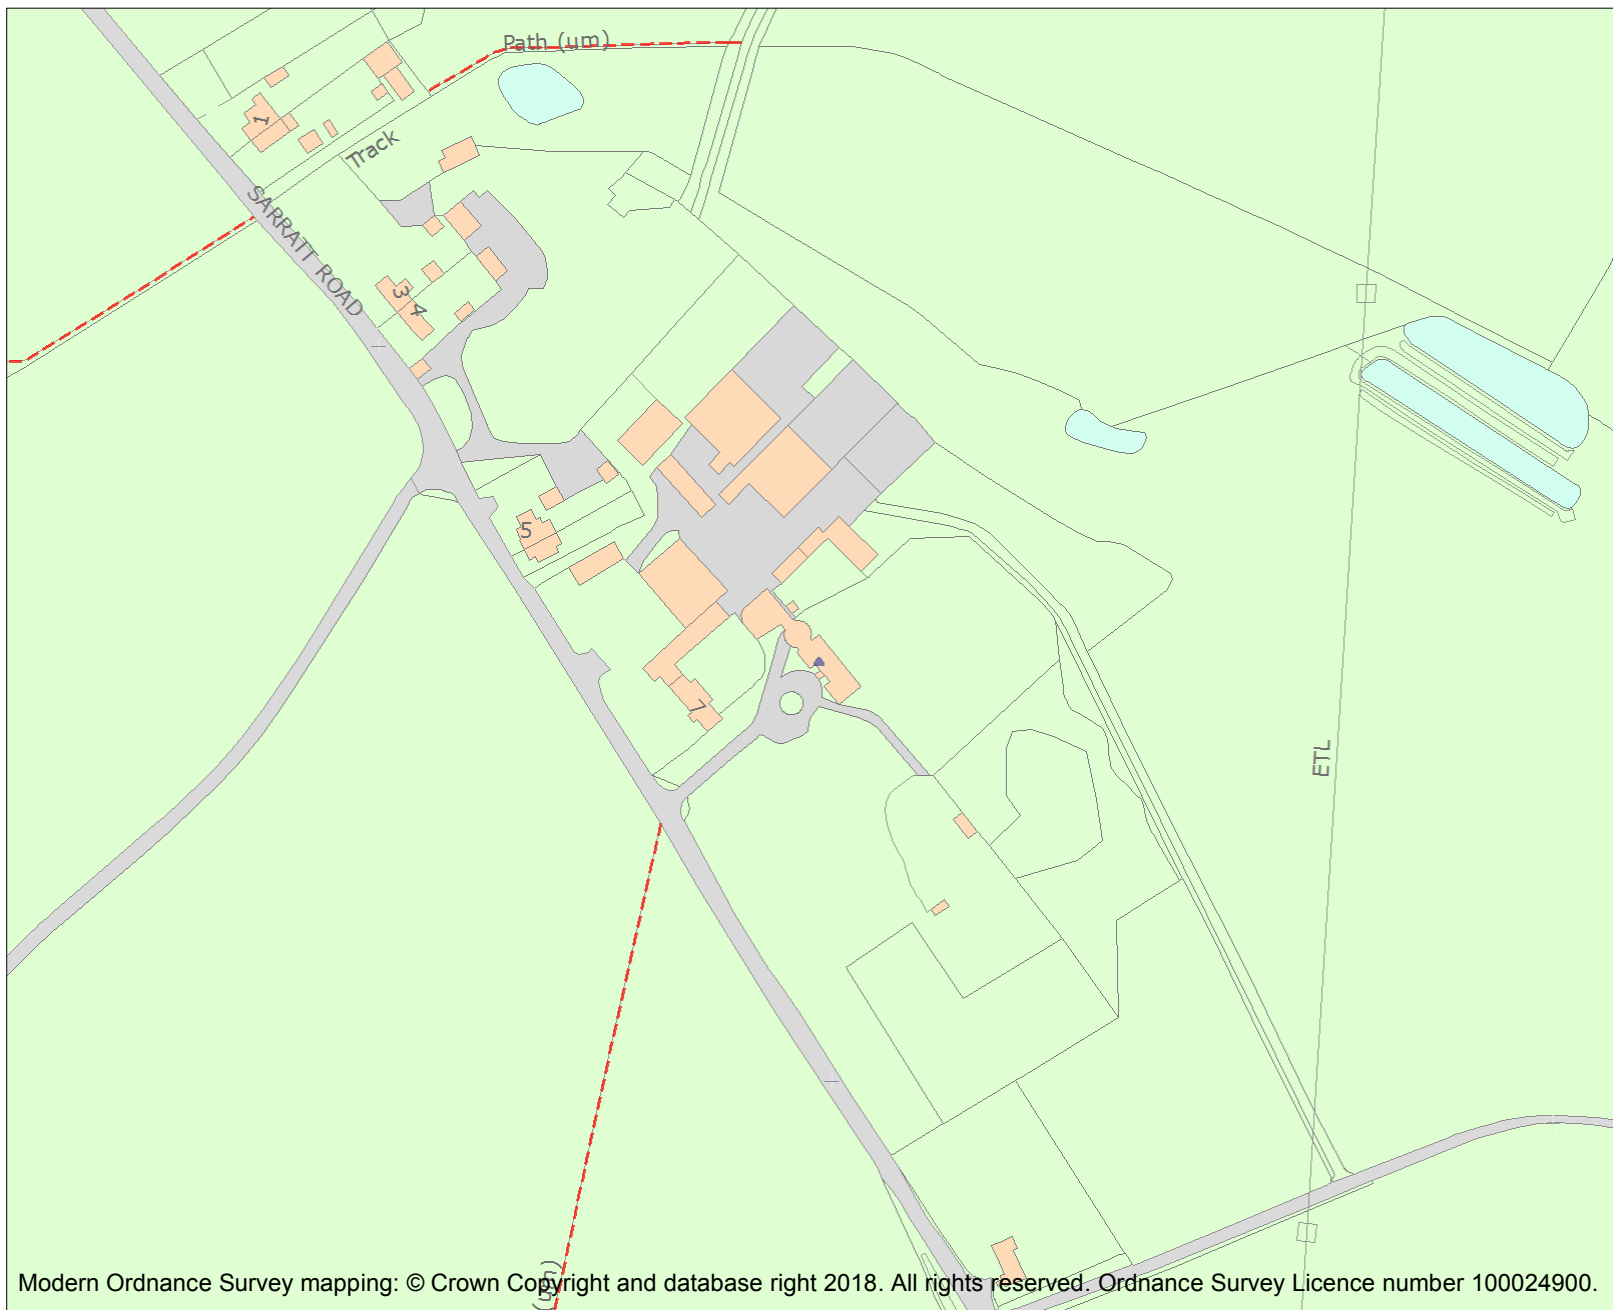 Path (um)
1
Track
SARRATT ROAD
3
4
5
7
ETL
(um)
Modern Ordnance Survey mapping: © Crown Copyright and database right 2018. All rights reserved. Ordnance Survey Licence number 100024900.